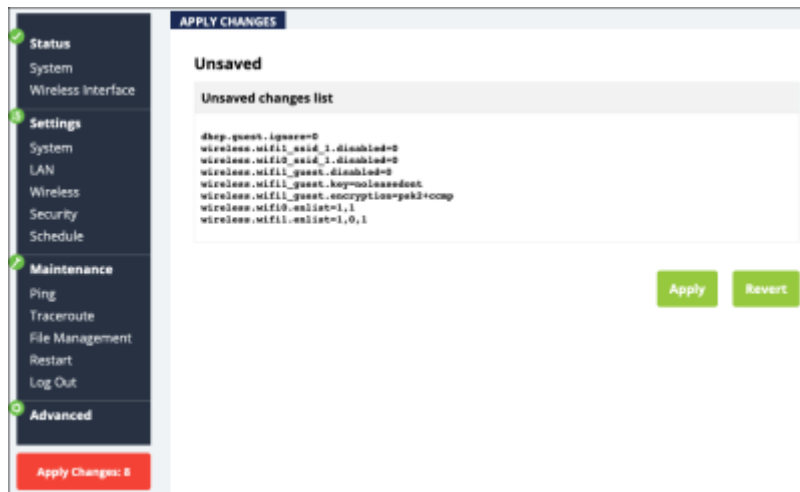 APPLY CHANGES
Status
System
Wireless Interface
Settings
System
LAN
Wireless
Security
Schedule
Maintenance
Ping
Traceroute
File Management
Restart
Log Out
Advanced
Apply Changes: 8
Unsaved
Unsaved changes list
dhcp.guest.ignore=0
wireless.wifi1_ssid_1.disabled=0
wireless.wifi0_ssid_1.disabled=0
wireless.wifi1_guest.disabled=0
wireless.wifi1_guest.encryption=psk2+ccmp
wireless.wifi0.enlist=1,1
wireless.wifi1.enlist=1,0,1
Apply
Revert